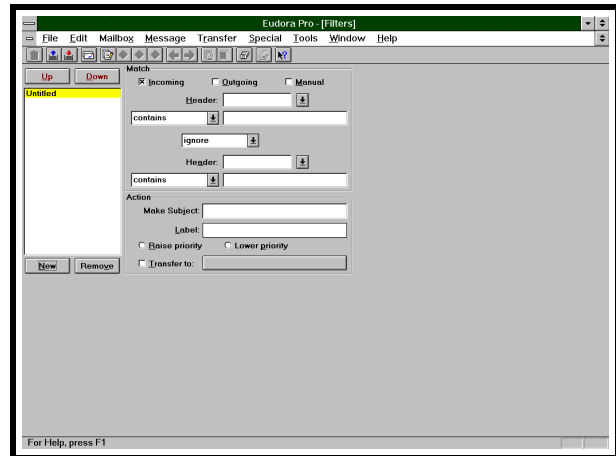 Eudora Pro - [Filters]
File Edit Mailbox Message Transfer Special Tools Window Help
Up Down
Untitled
New Remove
Match
Incoming Outgoing Manual
Header:
contains
ignore
Header:
contains
Action
Make Subject:
Label:
Raise priority Lower priority
Transfer to:
For Help, press F1